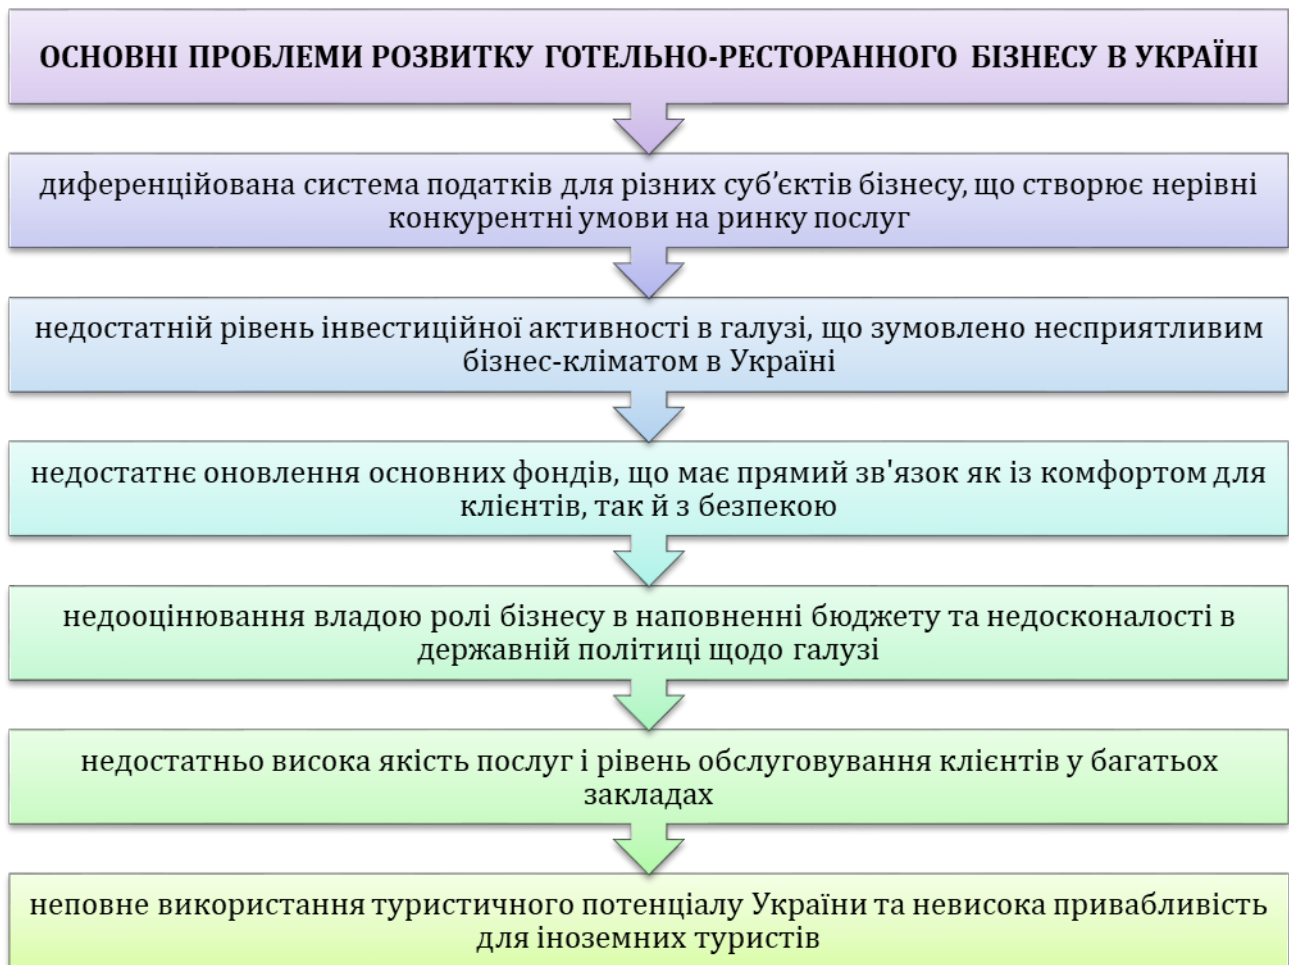 ОСНОВНІ ПРОБЛЕМИ РОЗВИТКУ ГОТЕЛЬНО-РЕСТОРАННОГО БІЗНЕСУ В УКРАЇНІ
диференційована система податків для різних суб’єктів бізнесу, що створює нерівні
конкурентні умови на ринку послуг
недостатній рівень інвестиційної активності в галузі, що зумовлено несприятливим
бізнес-кліматом в Україні
недостатнє оновлення основних фондів, що має прямий зв'язок як із комфортом для
клієнтів, так й з безпекою
недооцінювання владою ролі бізнесу в наповненні бюджету та недосконалості в
державній політиці щодо галузі
недостатньо висока якість послуг і рівень обслуговування клієнтів у багатьох
закладах
неповне використання туристичного потенціалу України та невисока привабливість
для іноземних туристів